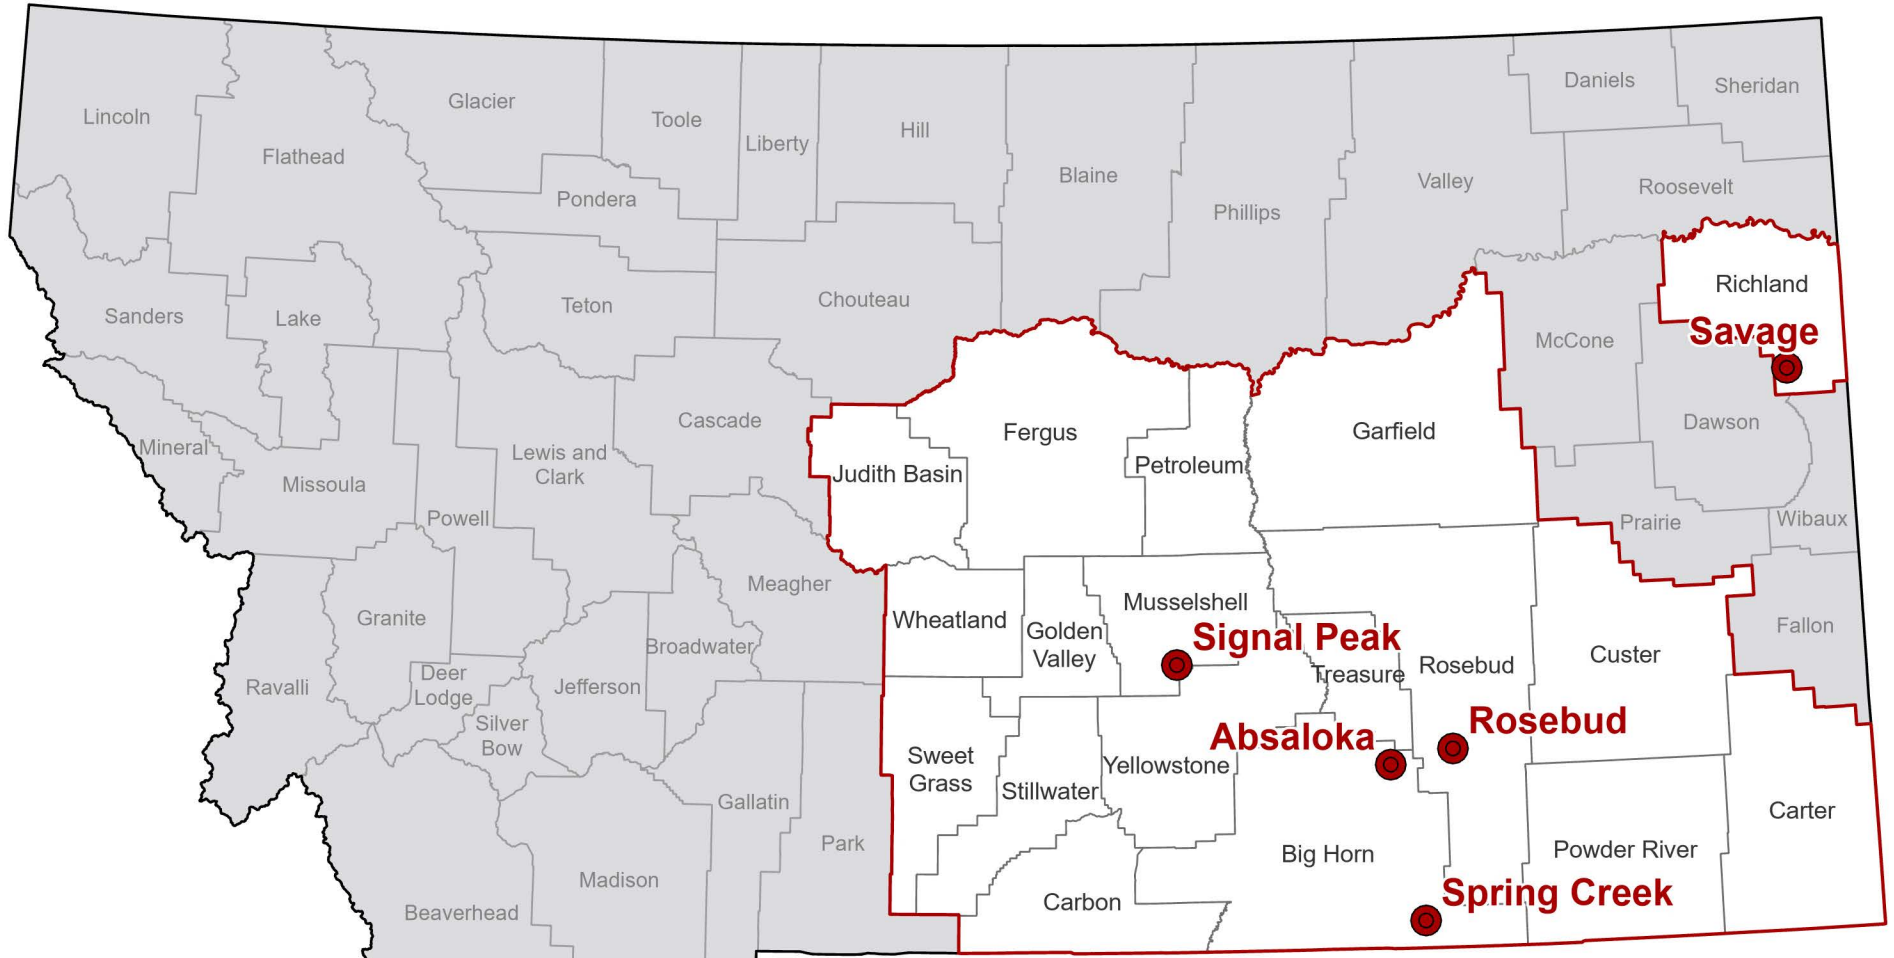 Lincoln
Flathead
Glacier
Toole
Liberty
Hill
Blaine
Phillips
Valley
Daniels
Sheridan
Roosevelt
Pondera
Teton
Chouteau
Sanders
Lake
Richland
Savage
McCone
Dawson
Mineral
Missoula
Powell
Lewis and
Clark
Cascade
Judith Basin
Fergus
Petroleum
Garfield
Prairie
Wibaux
Meagher
Granite
Ravalli
Deer
Lodge
Silver
Bow
Jefferson
Broadwater
Wheatland
Golden
Valley
Musselshell
Signal Peak
Treasure
Rosebud
Custer
Fallon
Absaloka
Rosebud
Sweet
Grass
Stillwater
Yellowstone
Gallatin
Park
Madison
Beaverhead
Carbon
Big Horn
Powder River
Carter
Spring Creek